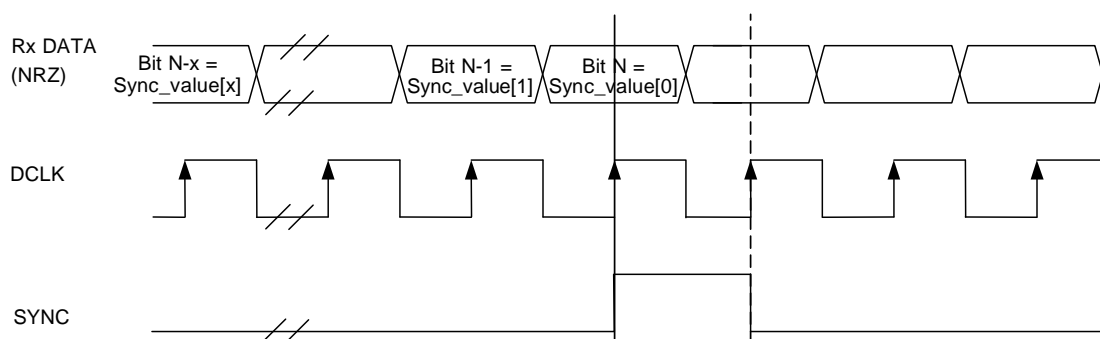 Rx DATA
(NRZ)
Bit N-x =
Sync_value[x]
Bit N-1 =
Sync_value[1]
Bit N =
Sync_value[0]
DCLK
SYNC